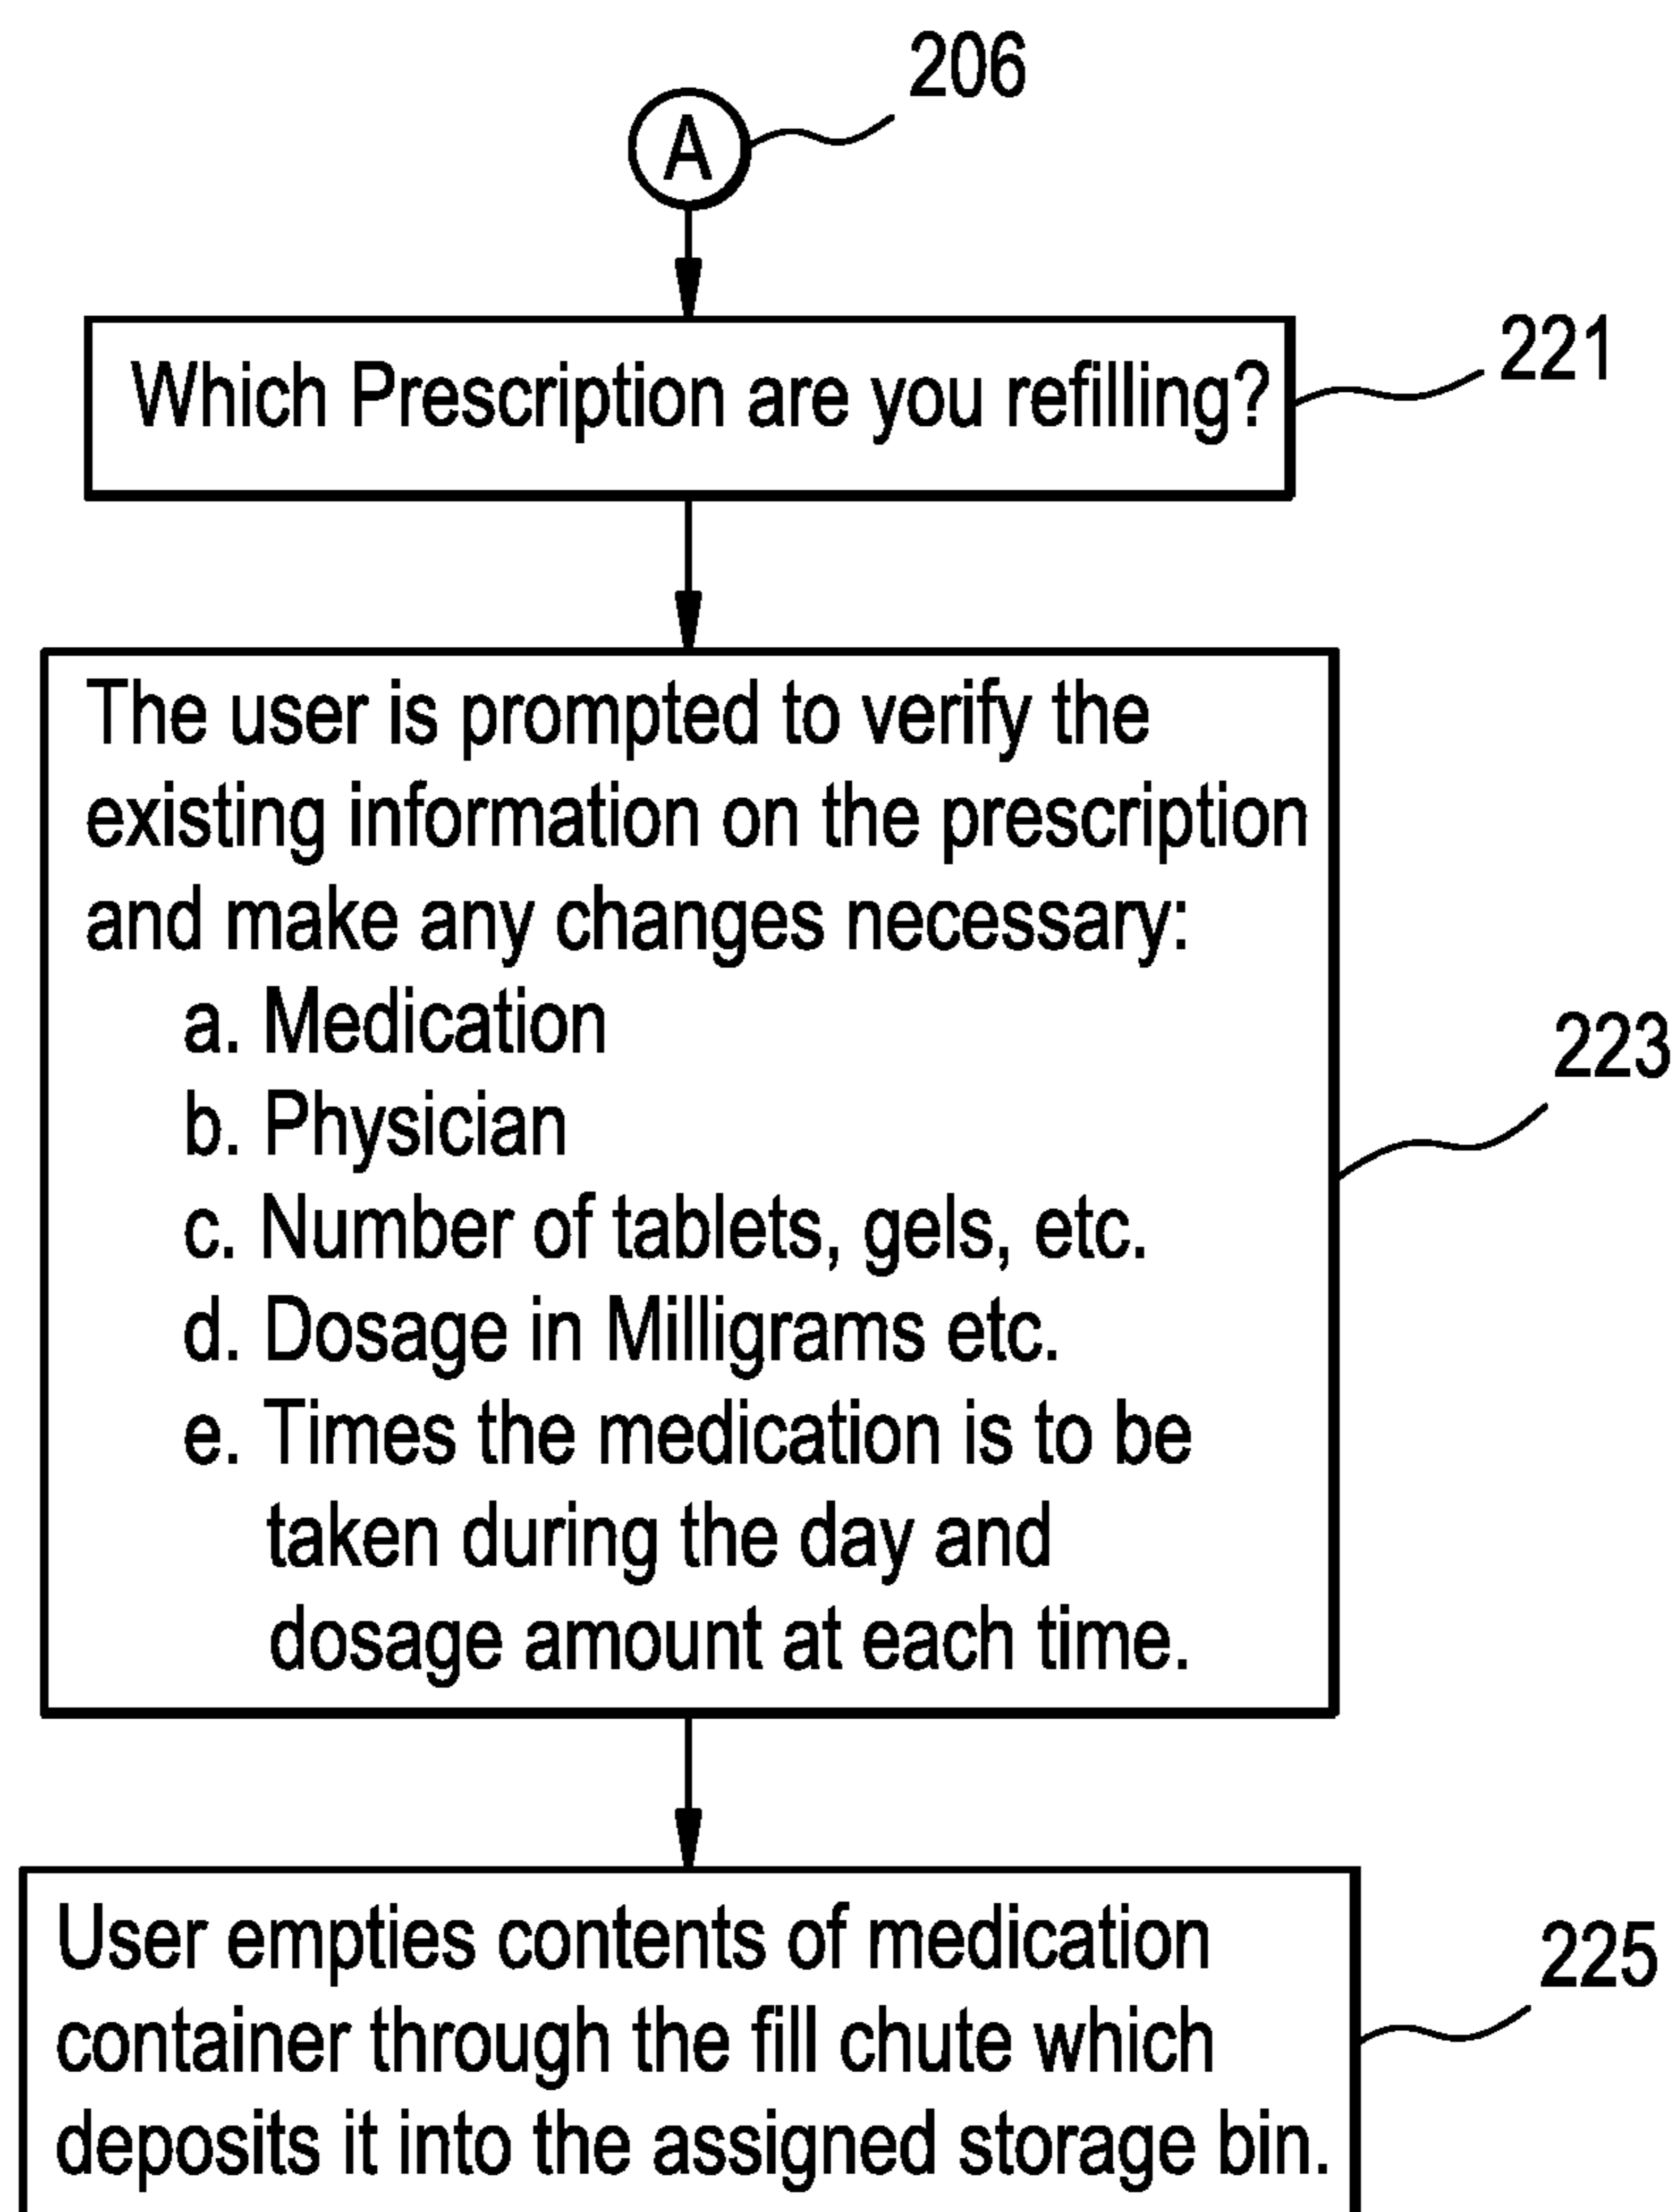 206
A
Which Prescription are you refilling?
221
The user is prompted to verify the
existing information on the prescription
and make any changes necessary:
a. Medication
b. Physician
c. Number of tablets, gels, etc.
d. Dosage in Milligrams etc.
e. Times the medication is to be
taken during the day and
dosage amount at each time.
223
User empties contents of medication
container through the fill chute which
deposits it into the assigned storage bin.
225